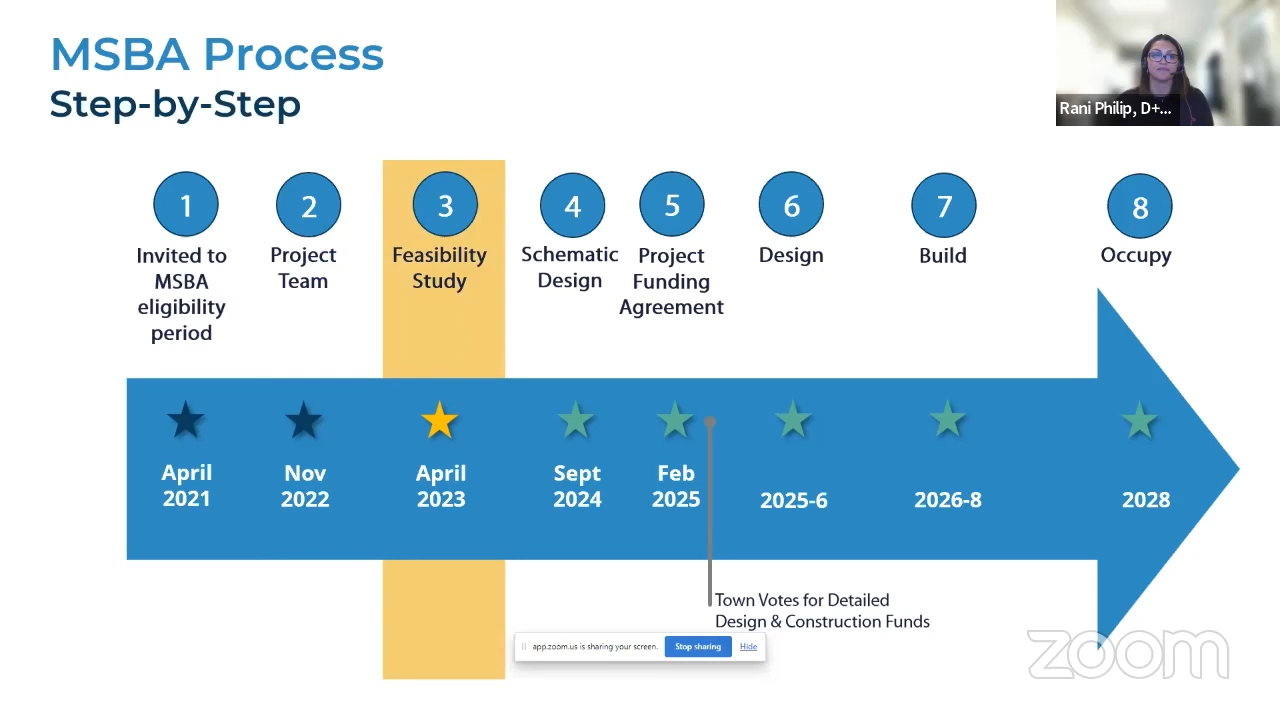 MSBA Process
Step-by-Step
Rani Philip, D+...
1
2
3
4
5
6
7
8
Invited to
MSBA
eligibility
period
Project
Team
Feasibility
Study
Schematic
Design
Project
Funding
Agreement
Design
Build
Occupy
April
2021
Nov
2022
April
2023
Sept
2024
Feb
2025
2025-6
2026-8
2028
Town Votes for Detailed
Design & Construction Funds
app.zoom.us is sharing your screen.
Stop sharing
Hide
zoom